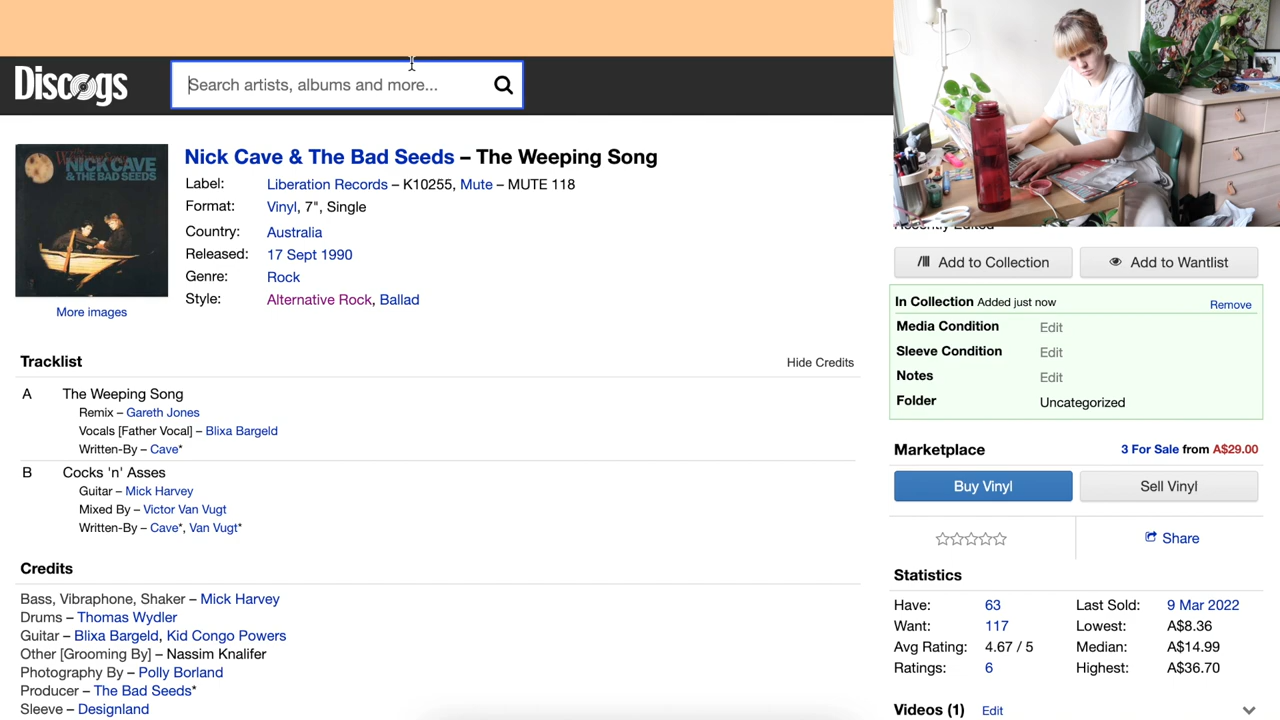 Discogs
Search artists, albums and more...
NICK CAVE
& THE BAD SEEDS
More images
Nick Cave & The Bad Seeds – The Weeping Song
Label: Liberation Records – K10255, Mute – MUTE 118
Format: Vinyl, 7", Single
Country: Australia
Released: 17 Sept 1990
Genre: Rock
Style: Alternative Rock, Ballad
Tracklist
Hide Credits
A The Weeping Song
Remix – Gareth Jones
Vocals [Father Vocal] – Blixa Bargeld
Written-By – Cave*
B Cocks 'n' Asses
Guitar – Mick Harvey
Mixed By – Victor Van Vugt
Written-By – Cave*, Van Vugt*
Credits
Bass, Vibraphone, Shaker – Mick Harvey
Drums – Thomas Wydler
Guitar – Blixa Bargeld, Kid Congo Powers
Other [Grooming By] – Nassim Knalifer
Photography By – Polly Borland
Producer – The Bad Seeds*
Sleeve – Designland
Recently Edited
Add to Collection
Add to Wantlist
In Collection Added just now
Remove
Media Condition Edit
Sleeve Condition Edit
Notes Edit
Folder Uncategorized
Marketplace
3 For Sale from A$29.00
Buy Vinyl
Sell Vinyl
Share
Statistics
Have: 63 Last Sold: 9 Mar 2022
Want: 117 Lowest: A$8.36
Avg Rating: 4.67 / 5 Median: A$14.99
Ratings: 6 Highest: A$36.70
Videos (1) Edit